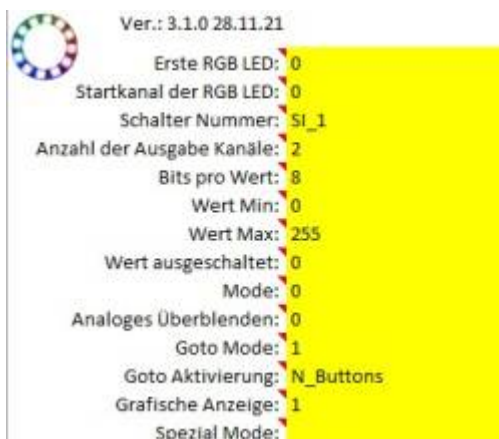 Ver.: 3.1.0 28.11.21
Erste RGB LED: 0
Startkanal der RGB LED: 0
Schalter Nummer: SI_1
Anzahl der Ausgabe Kanäle: 2
Bits pro Wert: 8
Wert Min: 0
Wert Max: 255
Wert ausgeschaltet: 0
Mode: 0
Analoges Überblenden: 0
Goto Mode: 1
Goto Aktivierung: N_Buttons
Grafische Anzeige: 1
Spezial Mode: